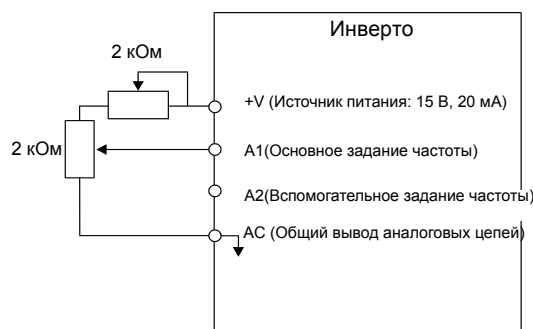 Инверто
2 кОм
+V (Источник питания: 15 В, 20 мА)
2 кОм
A1(Основное задание частоты)
A2(Вспомогательное задание частоты)
AC (Общий вывод аналоговых цепей)